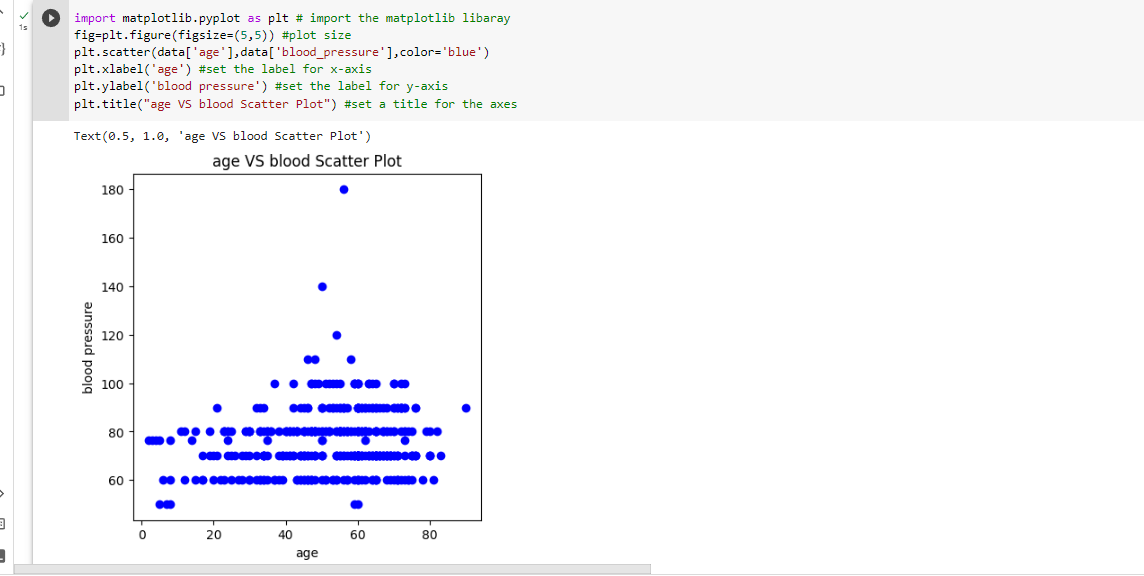 import matplotlib.pyplot as plt # import the matplotlib libaray
1s
fig=plt.figure(figsize=(5,5)) #plot size
plt.scatter(data['age'],data['blood_pressure'],color='blue')
plt.xlabel('age') #set the label for x-axis
plt.ylabel('blood pressure') #set the label for y-axis
plt.title("age VS blood Scatter Plot") #set a title for the axes
Text(0.5, 1.0, 'age VS blood Scatter Plot')
age VS blood Scatter Plot
180
160
140
120
100
80
60
blood pressure
0 20 40 60 80
age